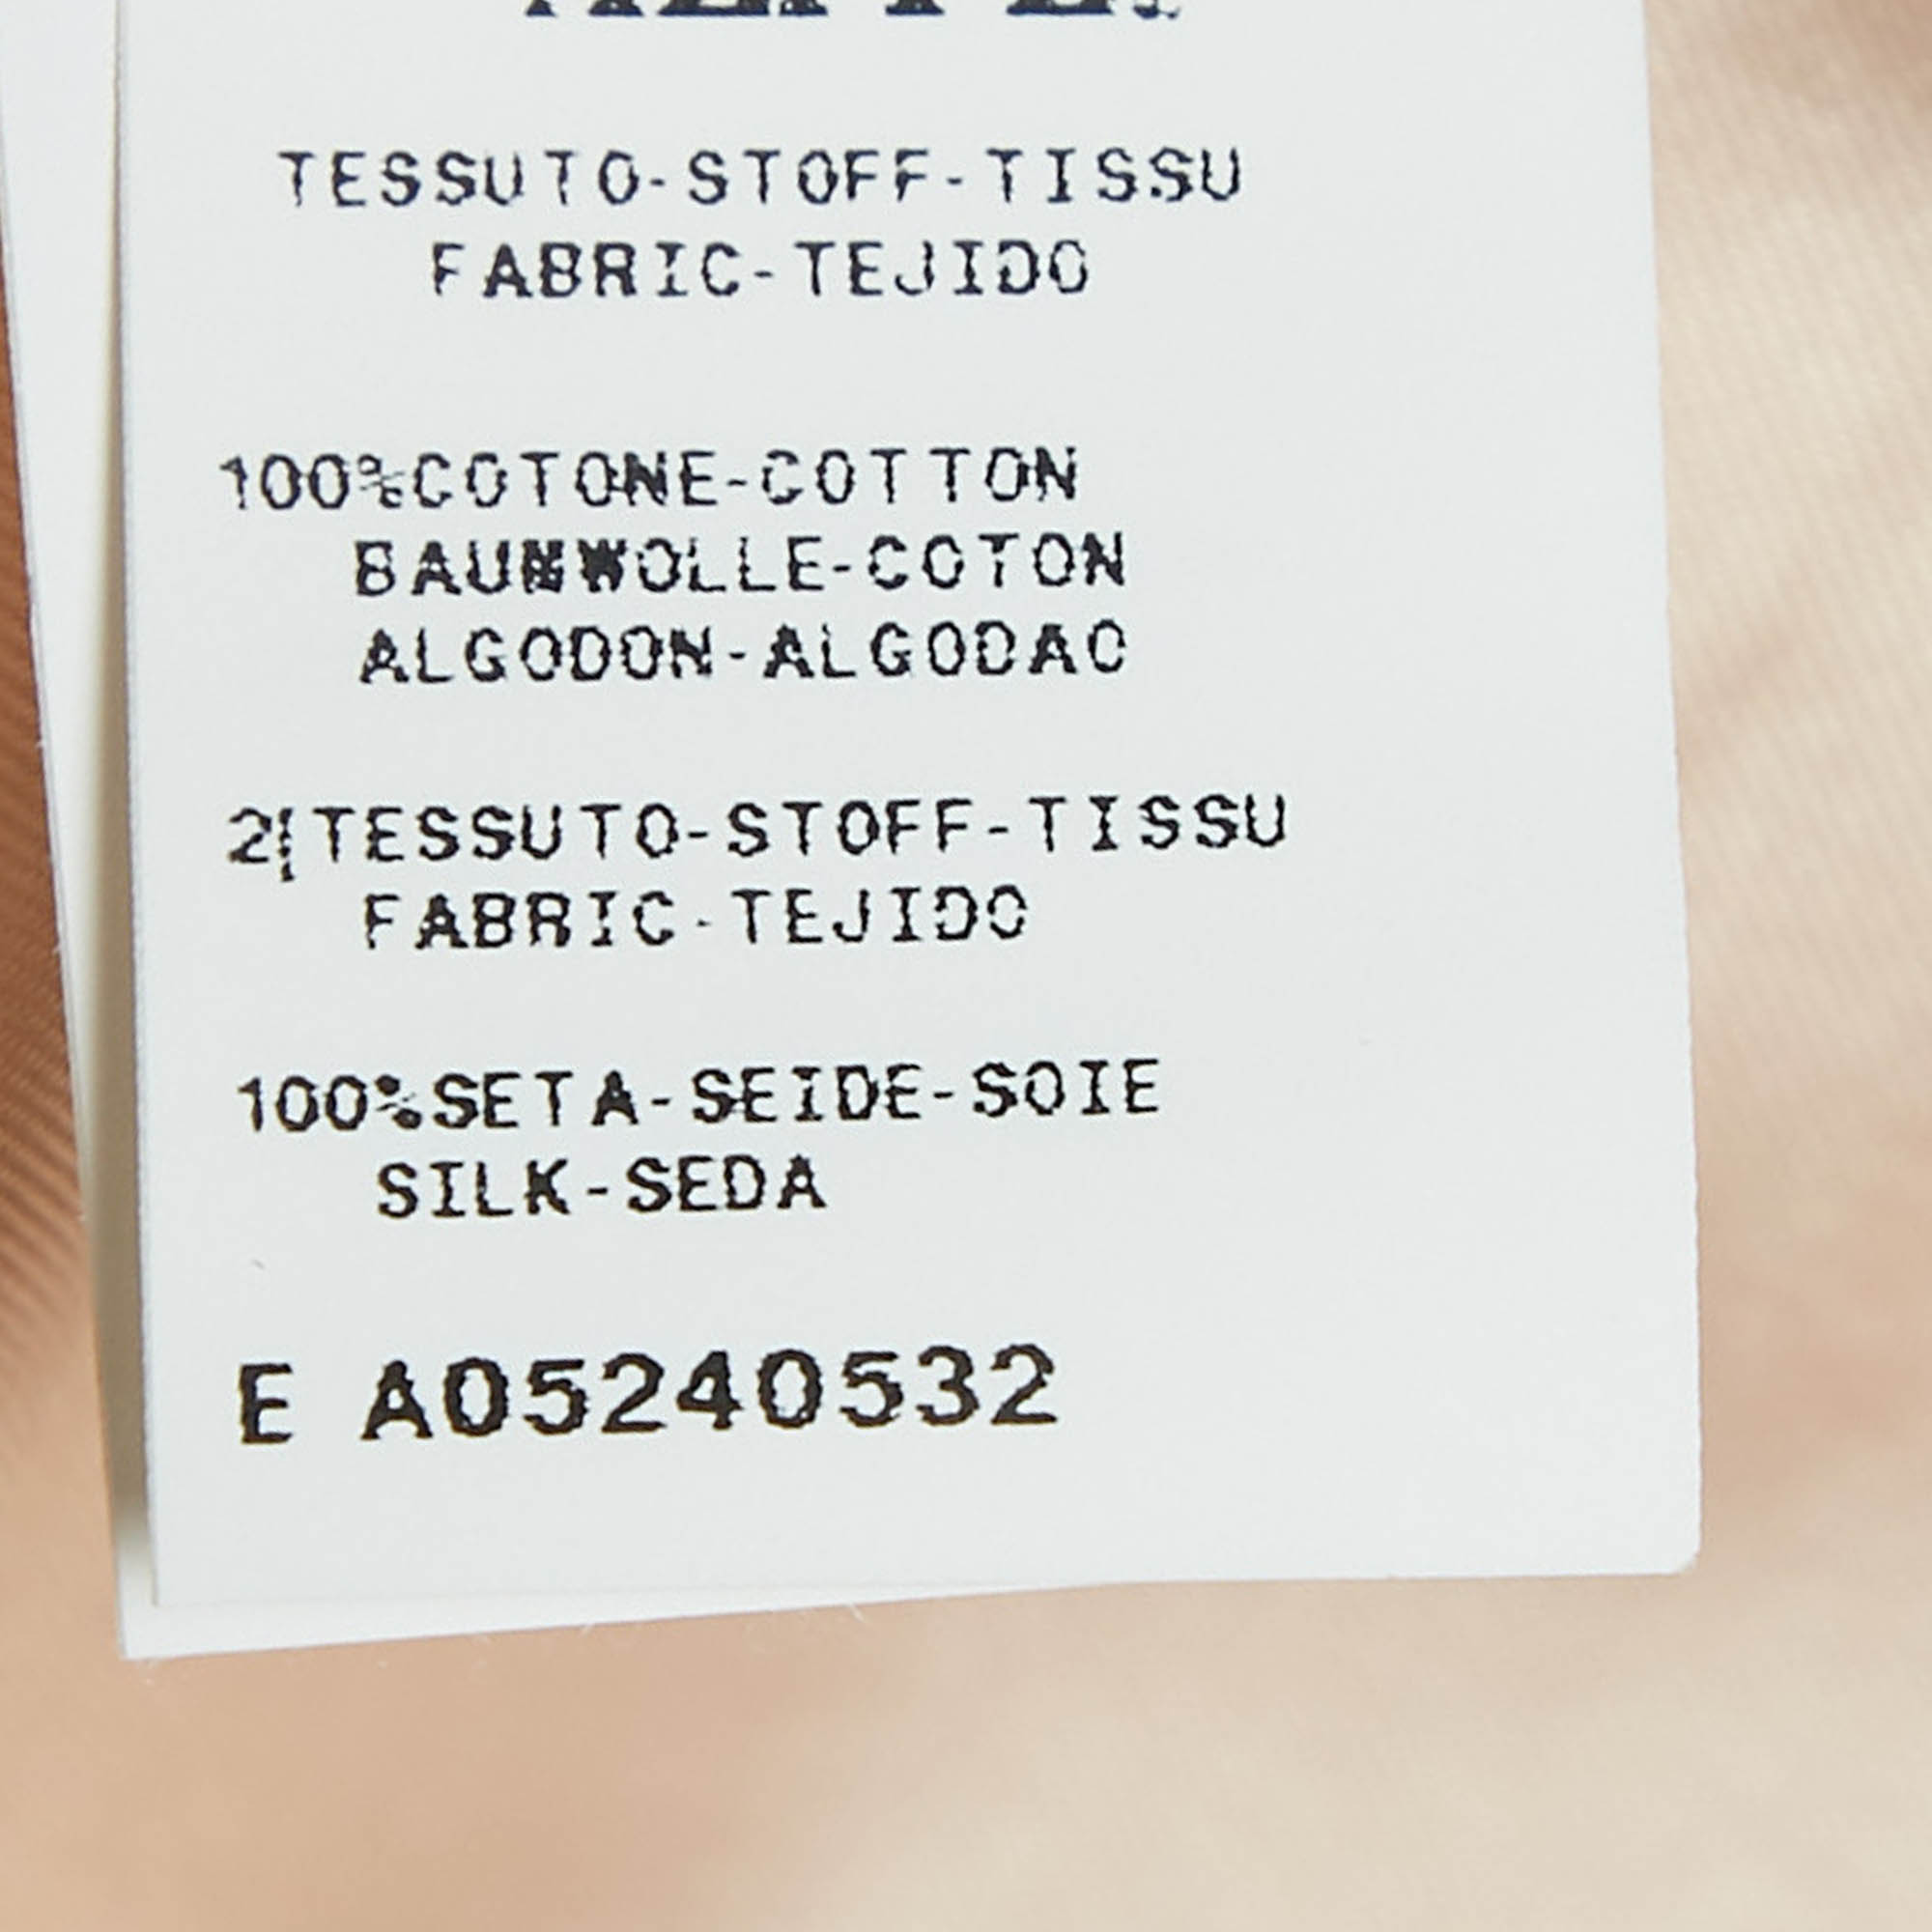 TESSUTO-STOFF-TISSU
FABRIC-TEJIDO
100%COTONE-COTTON
BAUMWOLLE-COTON
ALGODON-ALGODAO
2¦TESSUTO-STOFF-TISSU
FABRIC-TEJIDO
100%SETA-SEIDE-SOIE
SILK-SEDA
E A05240532